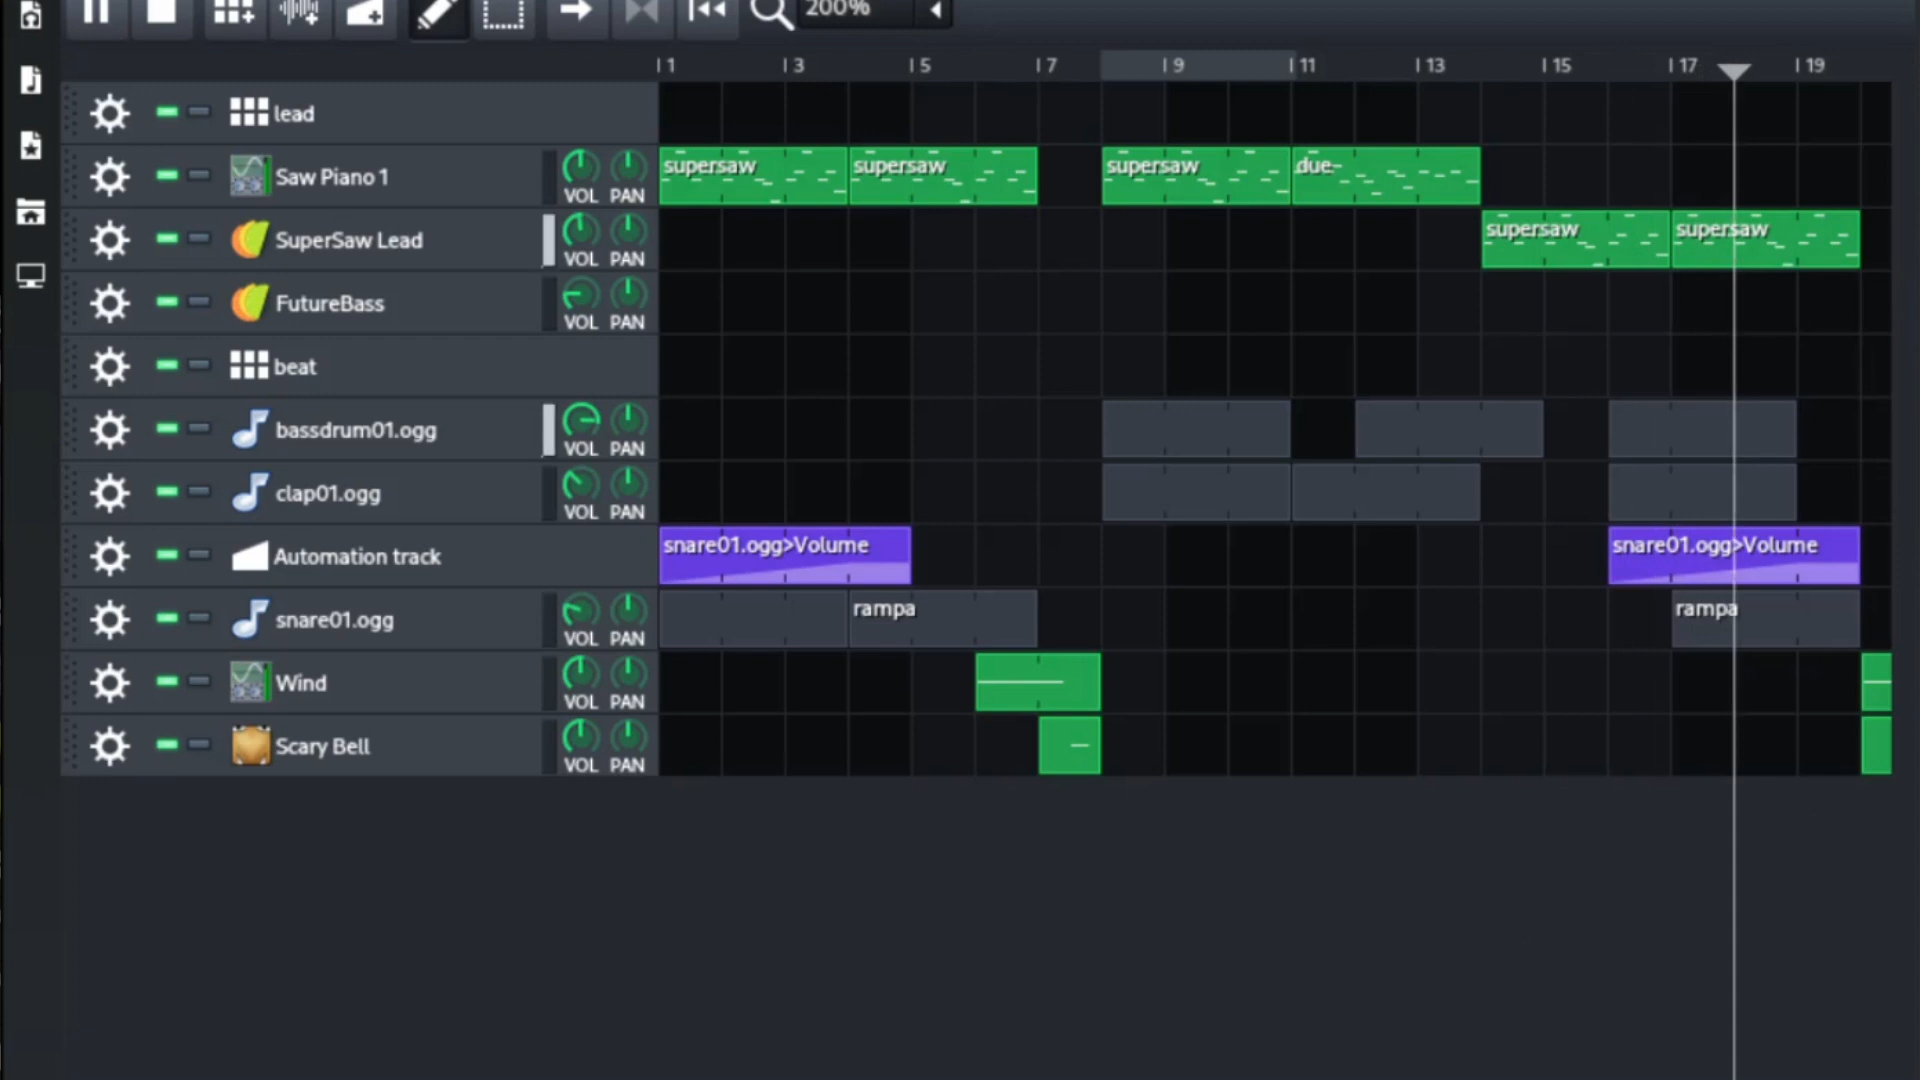 200%
1 3 5 7 9 11 13 15 17 19
lead
Saw Piano 1 VOL PAN supersaw supersaw supersaw due-
SuperSaw Lead VOL PAN supersaw supersaw
FutureBass VOL PAN
beat
bassdrum01.ogg VOL PAN
clap01.ogg VOL PAN
Automation track snare01.ogg>Volume snare01.ogg>Volume
snare01.ogg VOL PAN rampa rampa
Wind VOL PAN
Scary Bell VOL PAN